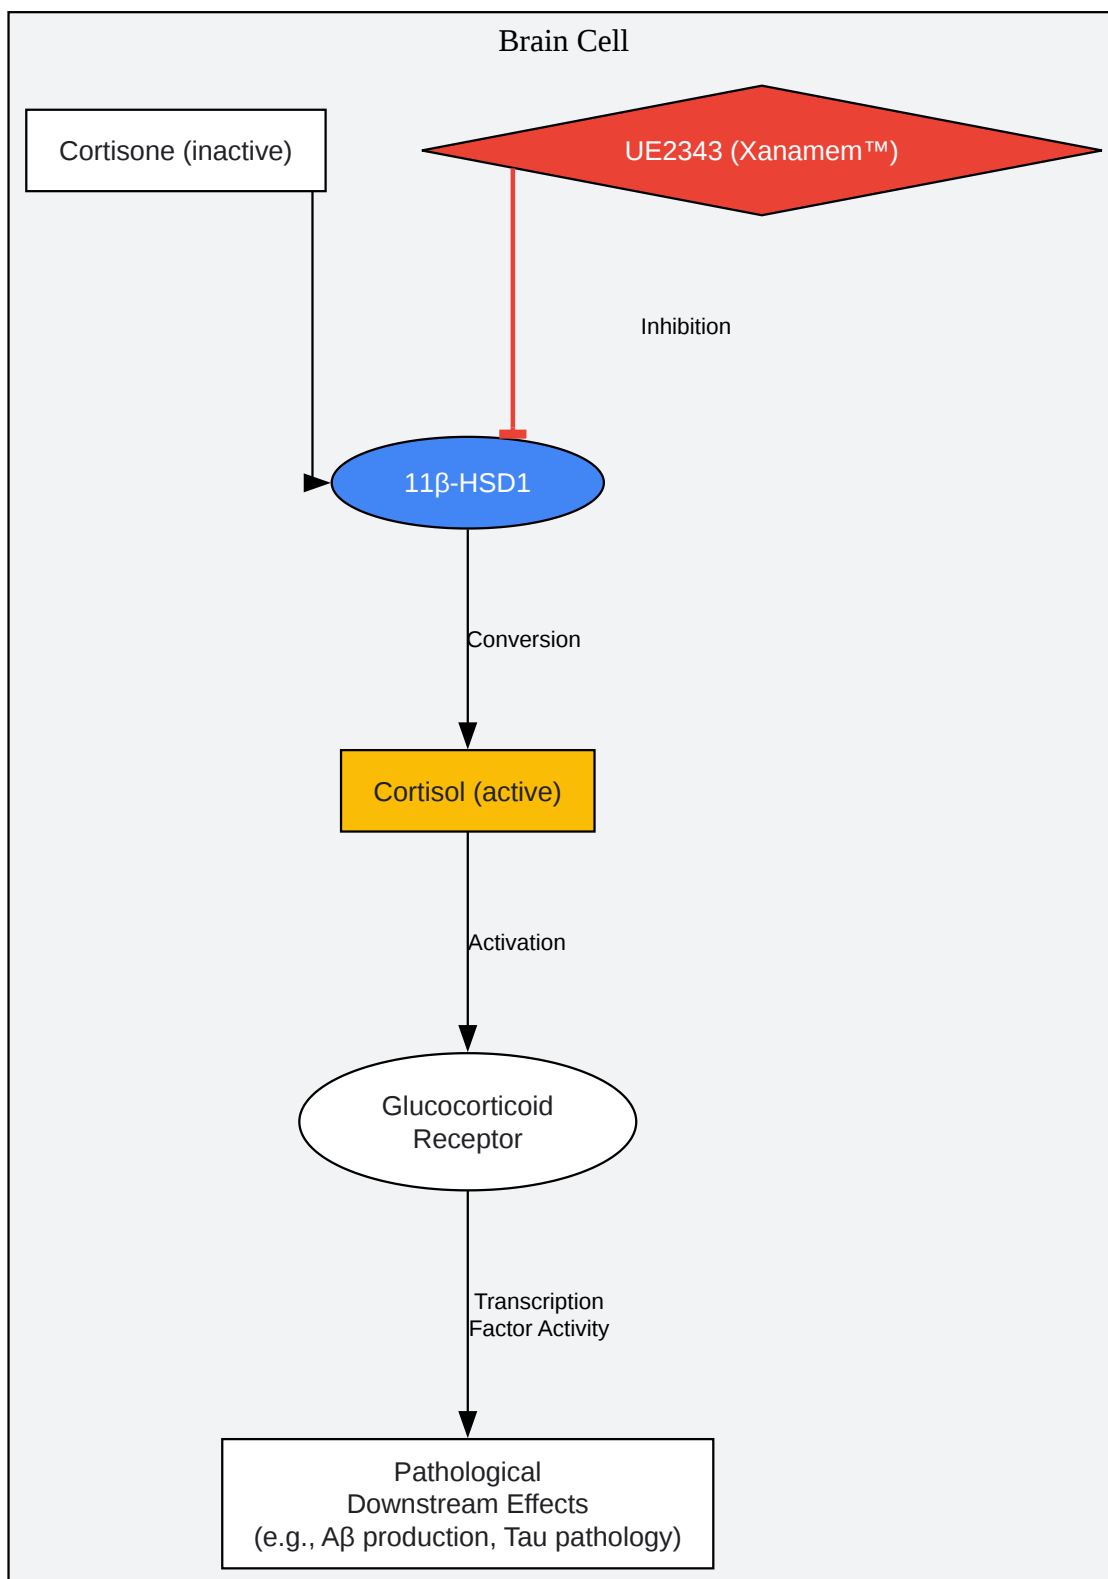 Brain Cell
Cortisone (inactive)
UE2343 (Xanamem™)
Inhibition
11β-HSD1
Conversion
Cortisol (active)
Activation
Glucocorticoid
Receptor
Transcription
Factor Activity
Pathological
Downstream Effects
(e.g., Aβ production, Tau pathology)